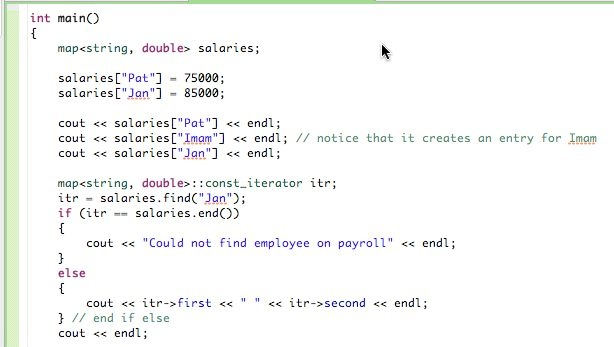 int main()
{
    map<string, double> salaries;

    salaries["Pat"] = 75000;
    salaries["Jan"] = 85000;

    cout << salaries["Pat"] << endl;
    cout << salaries["Imam"] << endl; // notice that it creates an entry for Imam
    cout << salaries["Jan"] << endl;

    map<string, double>::const_iterator itr;
    itr = salaries.find("Jan");
    if (itr == salaries.end())
    {
        cout << "Could not find employee on payroll" << endl;
    }
    else
    {
        cout << itr->first << " " << itr->second << endl;
    } // end if else
    cout << endl;